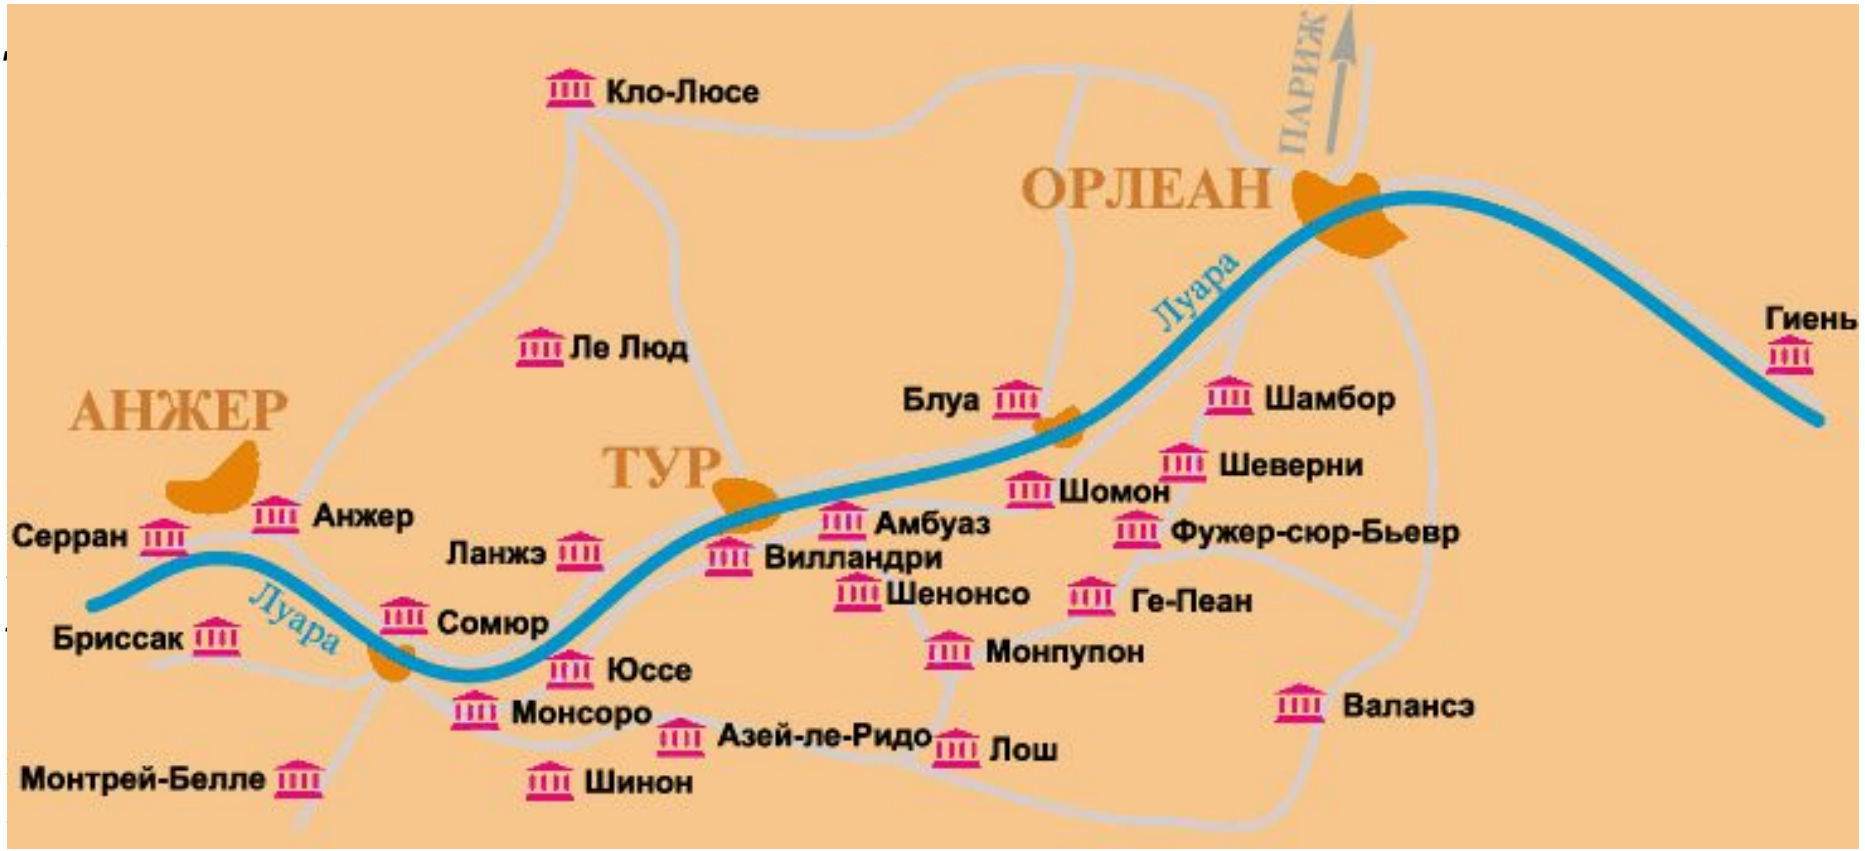 ПАРИЖ
Кло-Люсе
ОРЛЕАН
Луара
Гиень
Ле Люд
АНЖЕР
Блуа
Шамбор
ТУР
Шеверни
Шомон
Серран
Анжер
Амбуаз
Фужер-сюр-Бьевр
Ланжэ
Вилландри
Шенонсо
Ге-Пеан
Луара
Сомюр
Бриссак
Монпупон
Юссе
Монсоро
Валансэ
Азей-ле-Ридо
Лош
Монтрей-Белле
Шинон